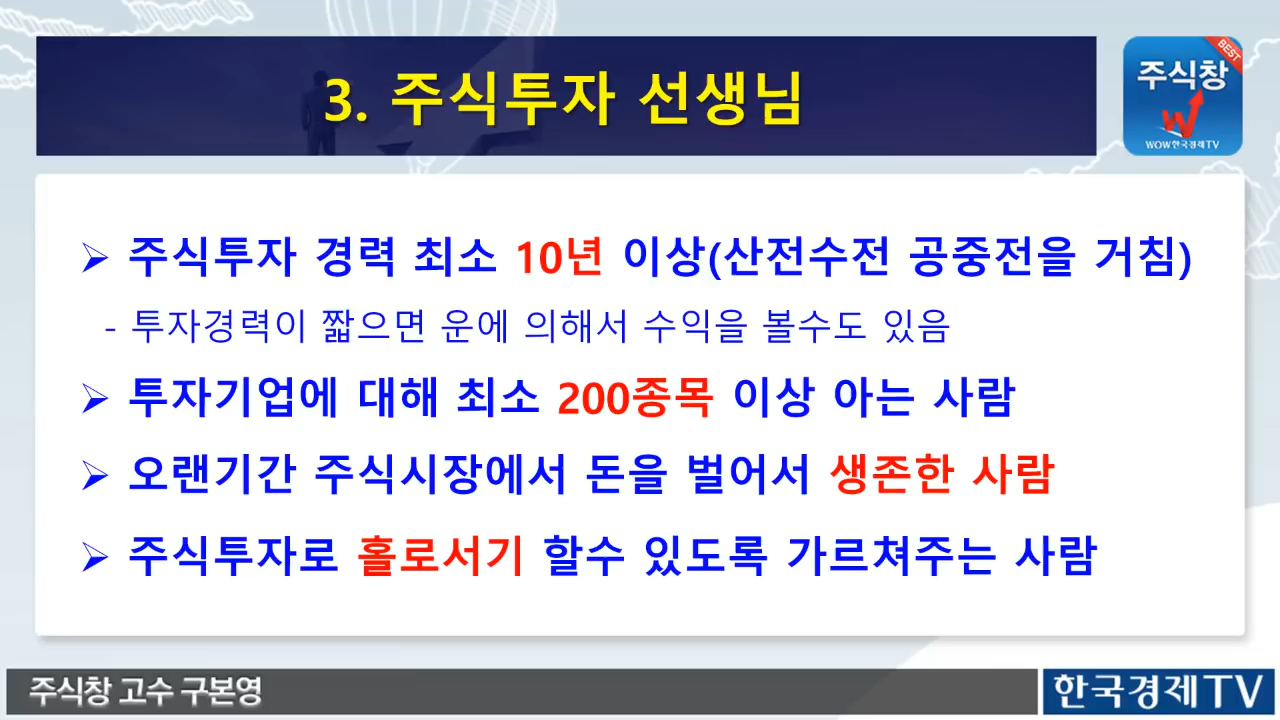 3. 주식투자 선생님
BEST
주식창
W
WOW한국경제TV
➢ 주식투자 경력 최소 10년 이상(산전수전 공중전을 거침)
- 투자경력이 짧으면 운에 의해서 수익을 볼수도 있음
➢ 투자기업에 대해 최소 200종목 이상 아는 사람
➢ 오랜기간 주식시장에서 돈을 벌어서 생존한 사람
➢ 주식투자로 홀로서기 할수 있도록 가르쳐주는 사람
주식창 고수 구본영
한국경제TV